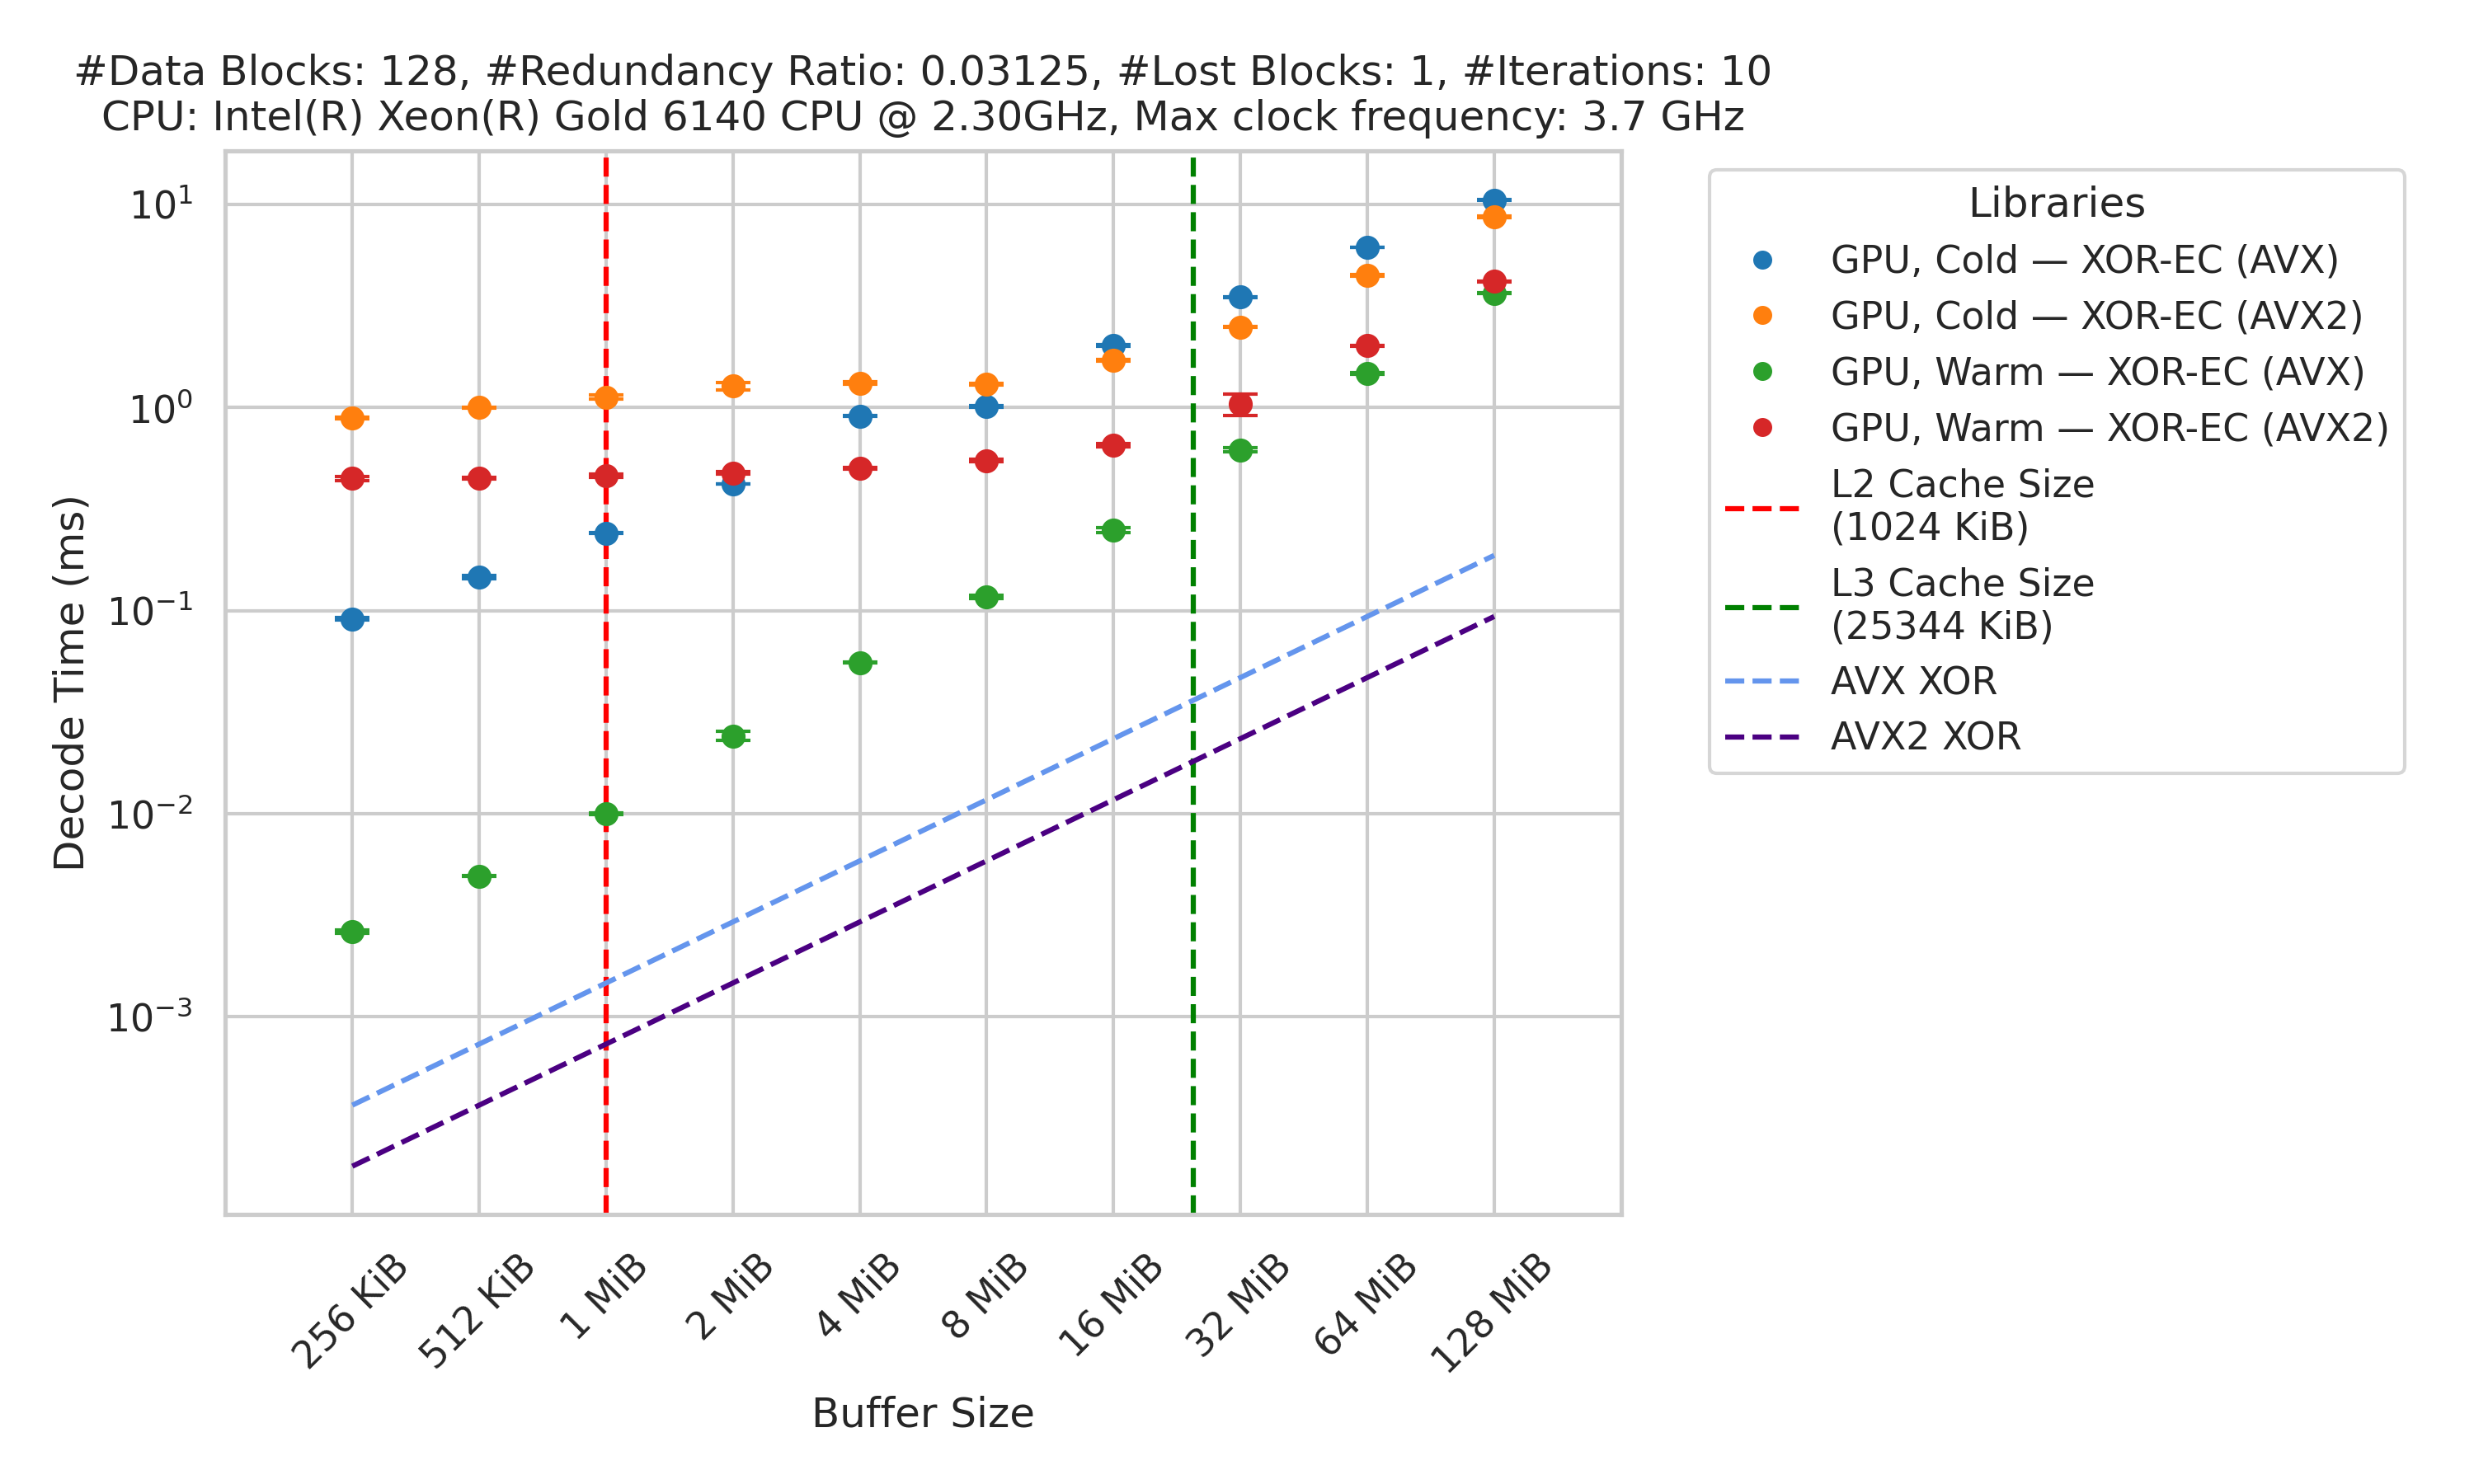 #Data Blocks: 128, #Redundancy Ratio: 0.03125, #Lost Blocks: 1, #Iterations: 10
CPU: Intel(R) Xeon(R) Gold 6140 CPU @ 2.30GHz, Max clock frequency: 3.7 GHz
Decode Time (ms)
10¹
10⁰
10⁻¹
10⁻²
10⁻³
256 KiB
512 KiB
1 MiB
2 MiB
4 MiB
8 MiB
16 MiB
32 MiB
64 MiB
128 MiB
Buffer Size
Libraries
GPU, Cold — XOR-EC (AVX)
GPU, Cold — XOR-EC (AVX2)
GPU, Warm — XOR-EC (AVX)
GPU, Warm — XOR-EC (AVX2)
L2 Cache Size
(1024 KiB)
L3 Cache Size
(25344 KiB)
AVX XOR
AVX2 XOR